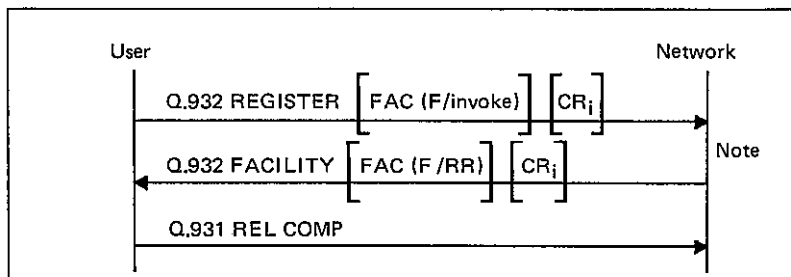 User Network
Q.932 REGISTER [FAC (F/invoke)] [CRi]
Note
Q.932 FACILITY [FAC (F/RR)] [CRi]
Q.931 REL COMP